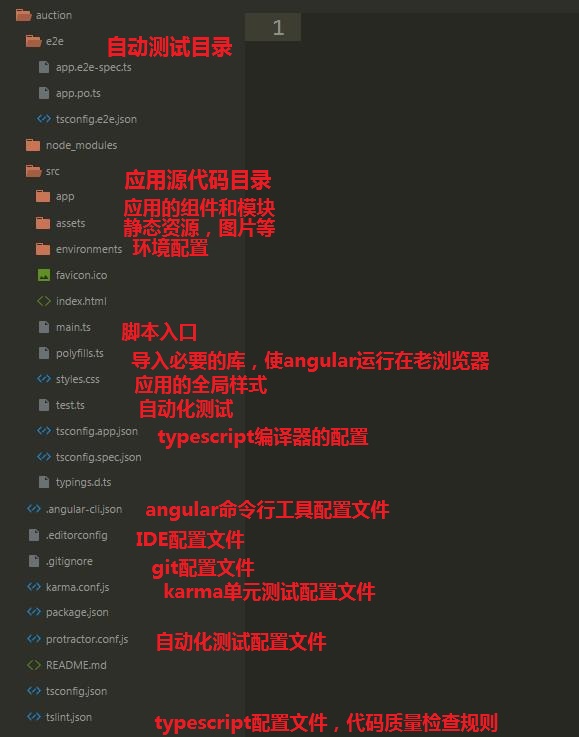 auction
1
e2e 自动测试目录
app.e2e-spec.ts
app.po.ts
tsconfig.e2e.json
node_modules
src 应用源代码目录
app 应用的组件和模块
assets 静态资源，图片等
environments 环境配置
favicon.ico
index.html
main.ts 脚本入口
polyfills.ts 导入必要的库，使angular运行在老浏览器
styles.css 应用的全局样式
test.ts 自动化测试
tsconfig.app.json typescript编译器的配置
tsconfig.spec.json
typings.d.ts
.angular-cli.json angular命令行工具配置文件
.editorconfig IDE配置文件
.gitignore git配置文件
karma.conf.js karma单元测试配置文件
package.json
protractor.conf.js 自动化测试配置文件
README.md
tsconfig.json
tslint.json typescript配置文件，代码质量检查规则